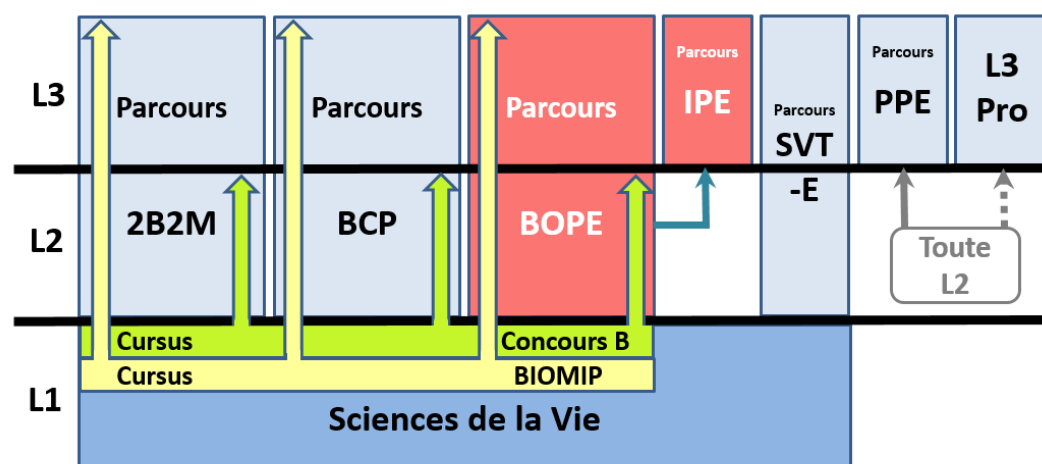 L3
Parcours
Parcours
Parcours
Parcours
IPE
Parcours
SVT
-E
Parcours
PPE
L3
Pro
L2
2B2M
BCP
BOPE
Toute
L2
L1
Cursus
Concours B
Cursus
BIOMIP
Sciences de la Vie